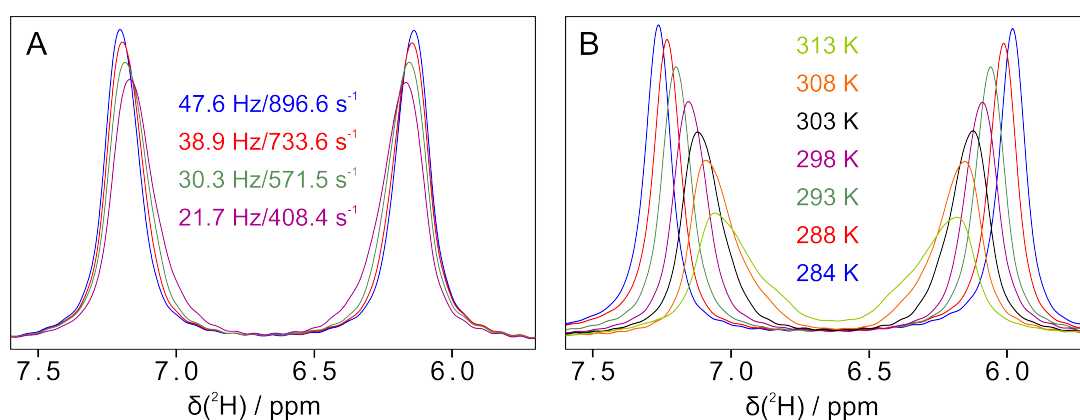 A
47.6 Hz/896.6 s⁻¹
38.9 Hz/733.6 s⁻¹
30.3 Hz/571.5 s⁻¹
21.7 Hz/408.4 s⁻¹
7.5 7.0 6.5 6.0
δ(²H) / ppm
B
313 K
308 K
303 K
298 K
293 K
288 K
284 K
7.5 7.0 6.5 6.0
δ(²H) / ppm